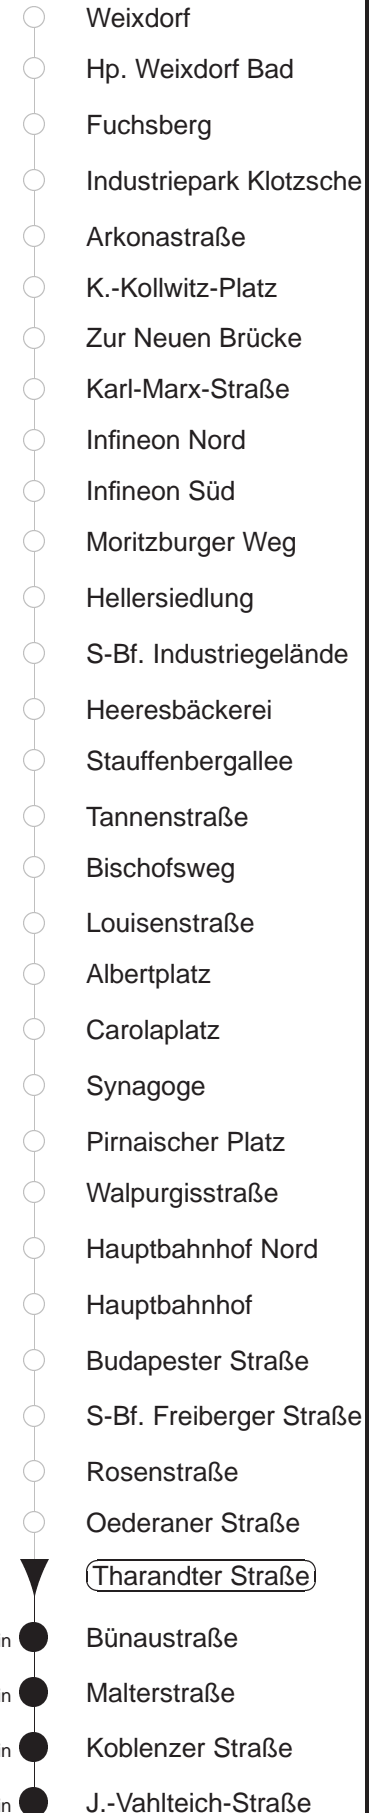 Weixdorf
Hp. Weixdorf Bad
Fuchsberg
Industriepark Klotzsche
Arkonastraße
K.-Kollwitz-Platz
Zur Neuen Brücke
Karl-Marx-Straße
Infineon Nord
Infineon Süd
Moritzburger Weg
Hellersiedlung
S-Bf. Industriegelände
Heeresbäckerei
Stauffenbergallee
Tannenstraße
Bischofsweg
Louisenstraße
Albertplatz
Carolaplatz
Synagoge
Pirnaischer Platz
Walpurgisstraße
Hauptbahnhof Nord
Hauptbahnhof
Budapester Straße
S-Bf. Freiberger Straße
Rosenstraße
Oederaner Straße
Tharandter Straße
Bünaustraße
Malterstraße
Koblenzer Straße
J.-Vahlteich-Straße